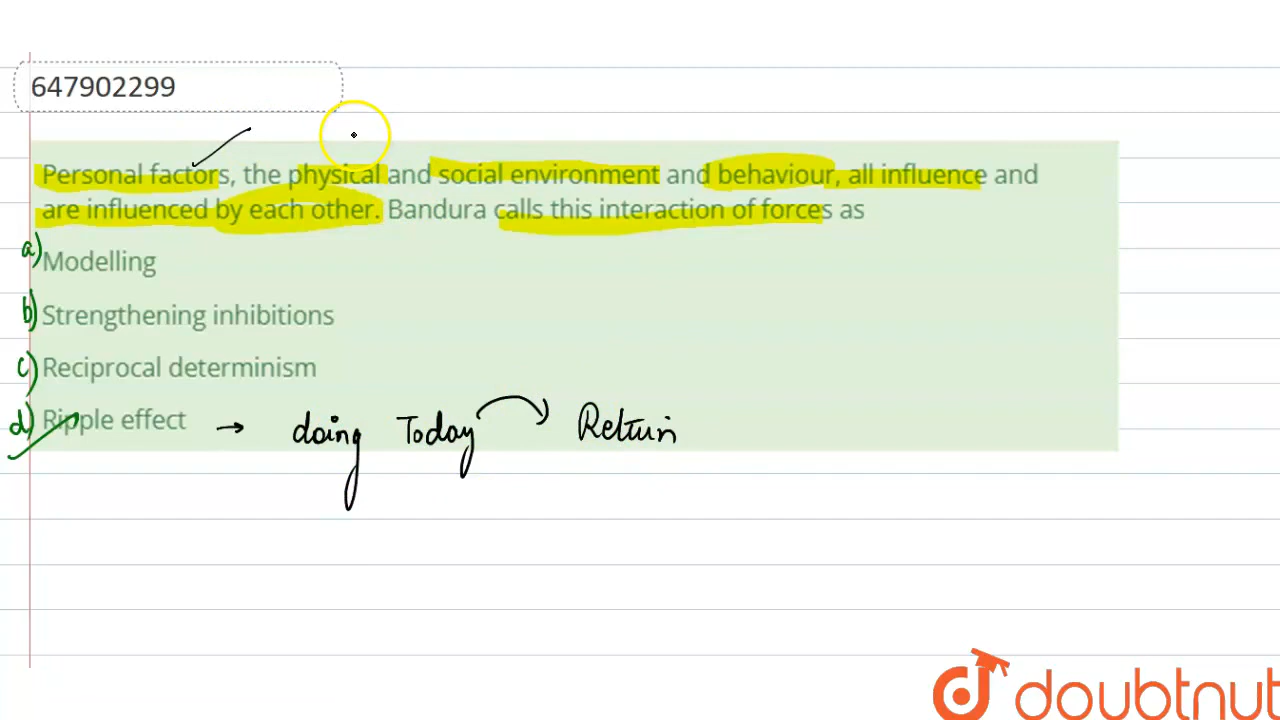 647902299
Personal factors, the physical and social environment and behaviour, all influence and
are influenced by each other. Bandura calls this interaction of forces as
a) Modelling
b) Strengthening inhibitions
c) Reciprocal determinism
d) Ripple effect → doing Today Return
doubtnut